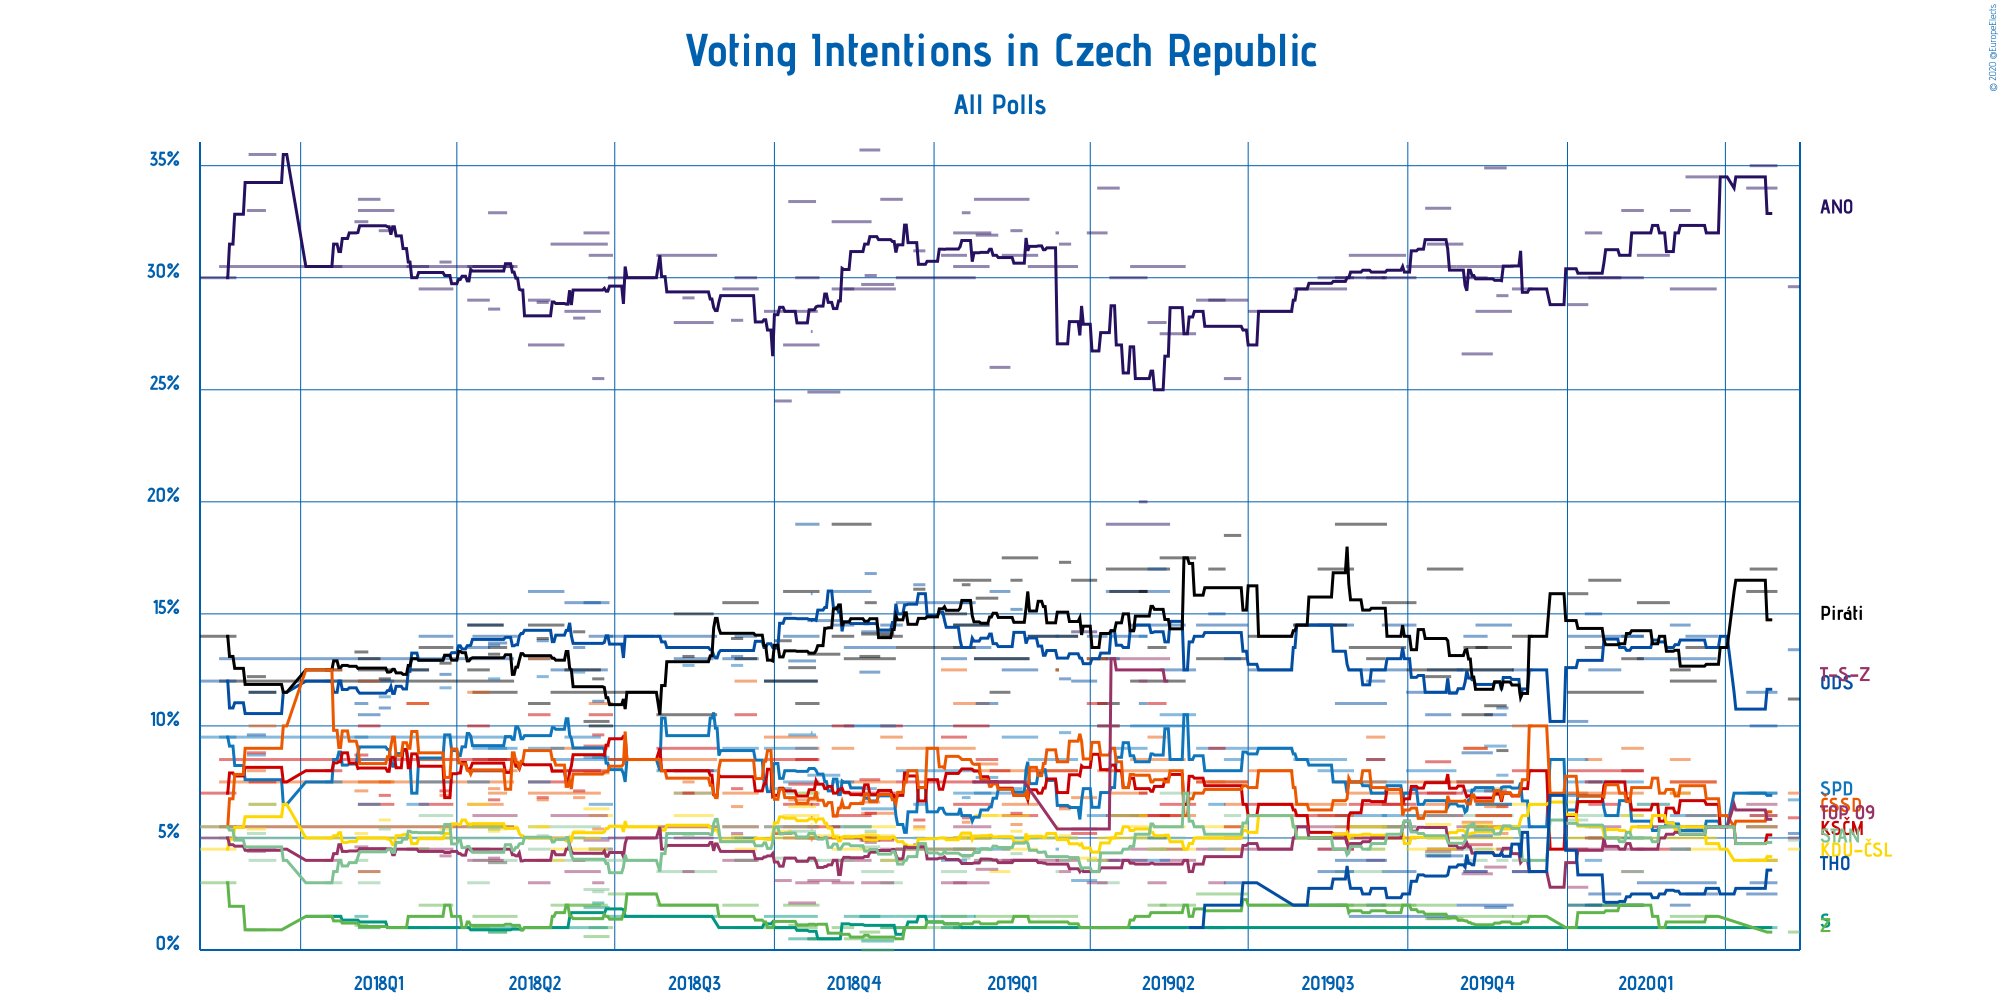 © 2020 @EuropeElects
Voting Intentions in Czech Republic
All Polls
35%
30%
25%
20%
15%
10%
5%
0%
ANO
Piráti
T-S-Z
ODS
SPD
ČSSD
TOP 09
KSČM
STAN
KDU-ČSL
THO
S
Z
2018Q1 2018Q2 2018Q3 2018Q4 2019Q1 2019Q2 2019Q3 2019Q4 2020Q1